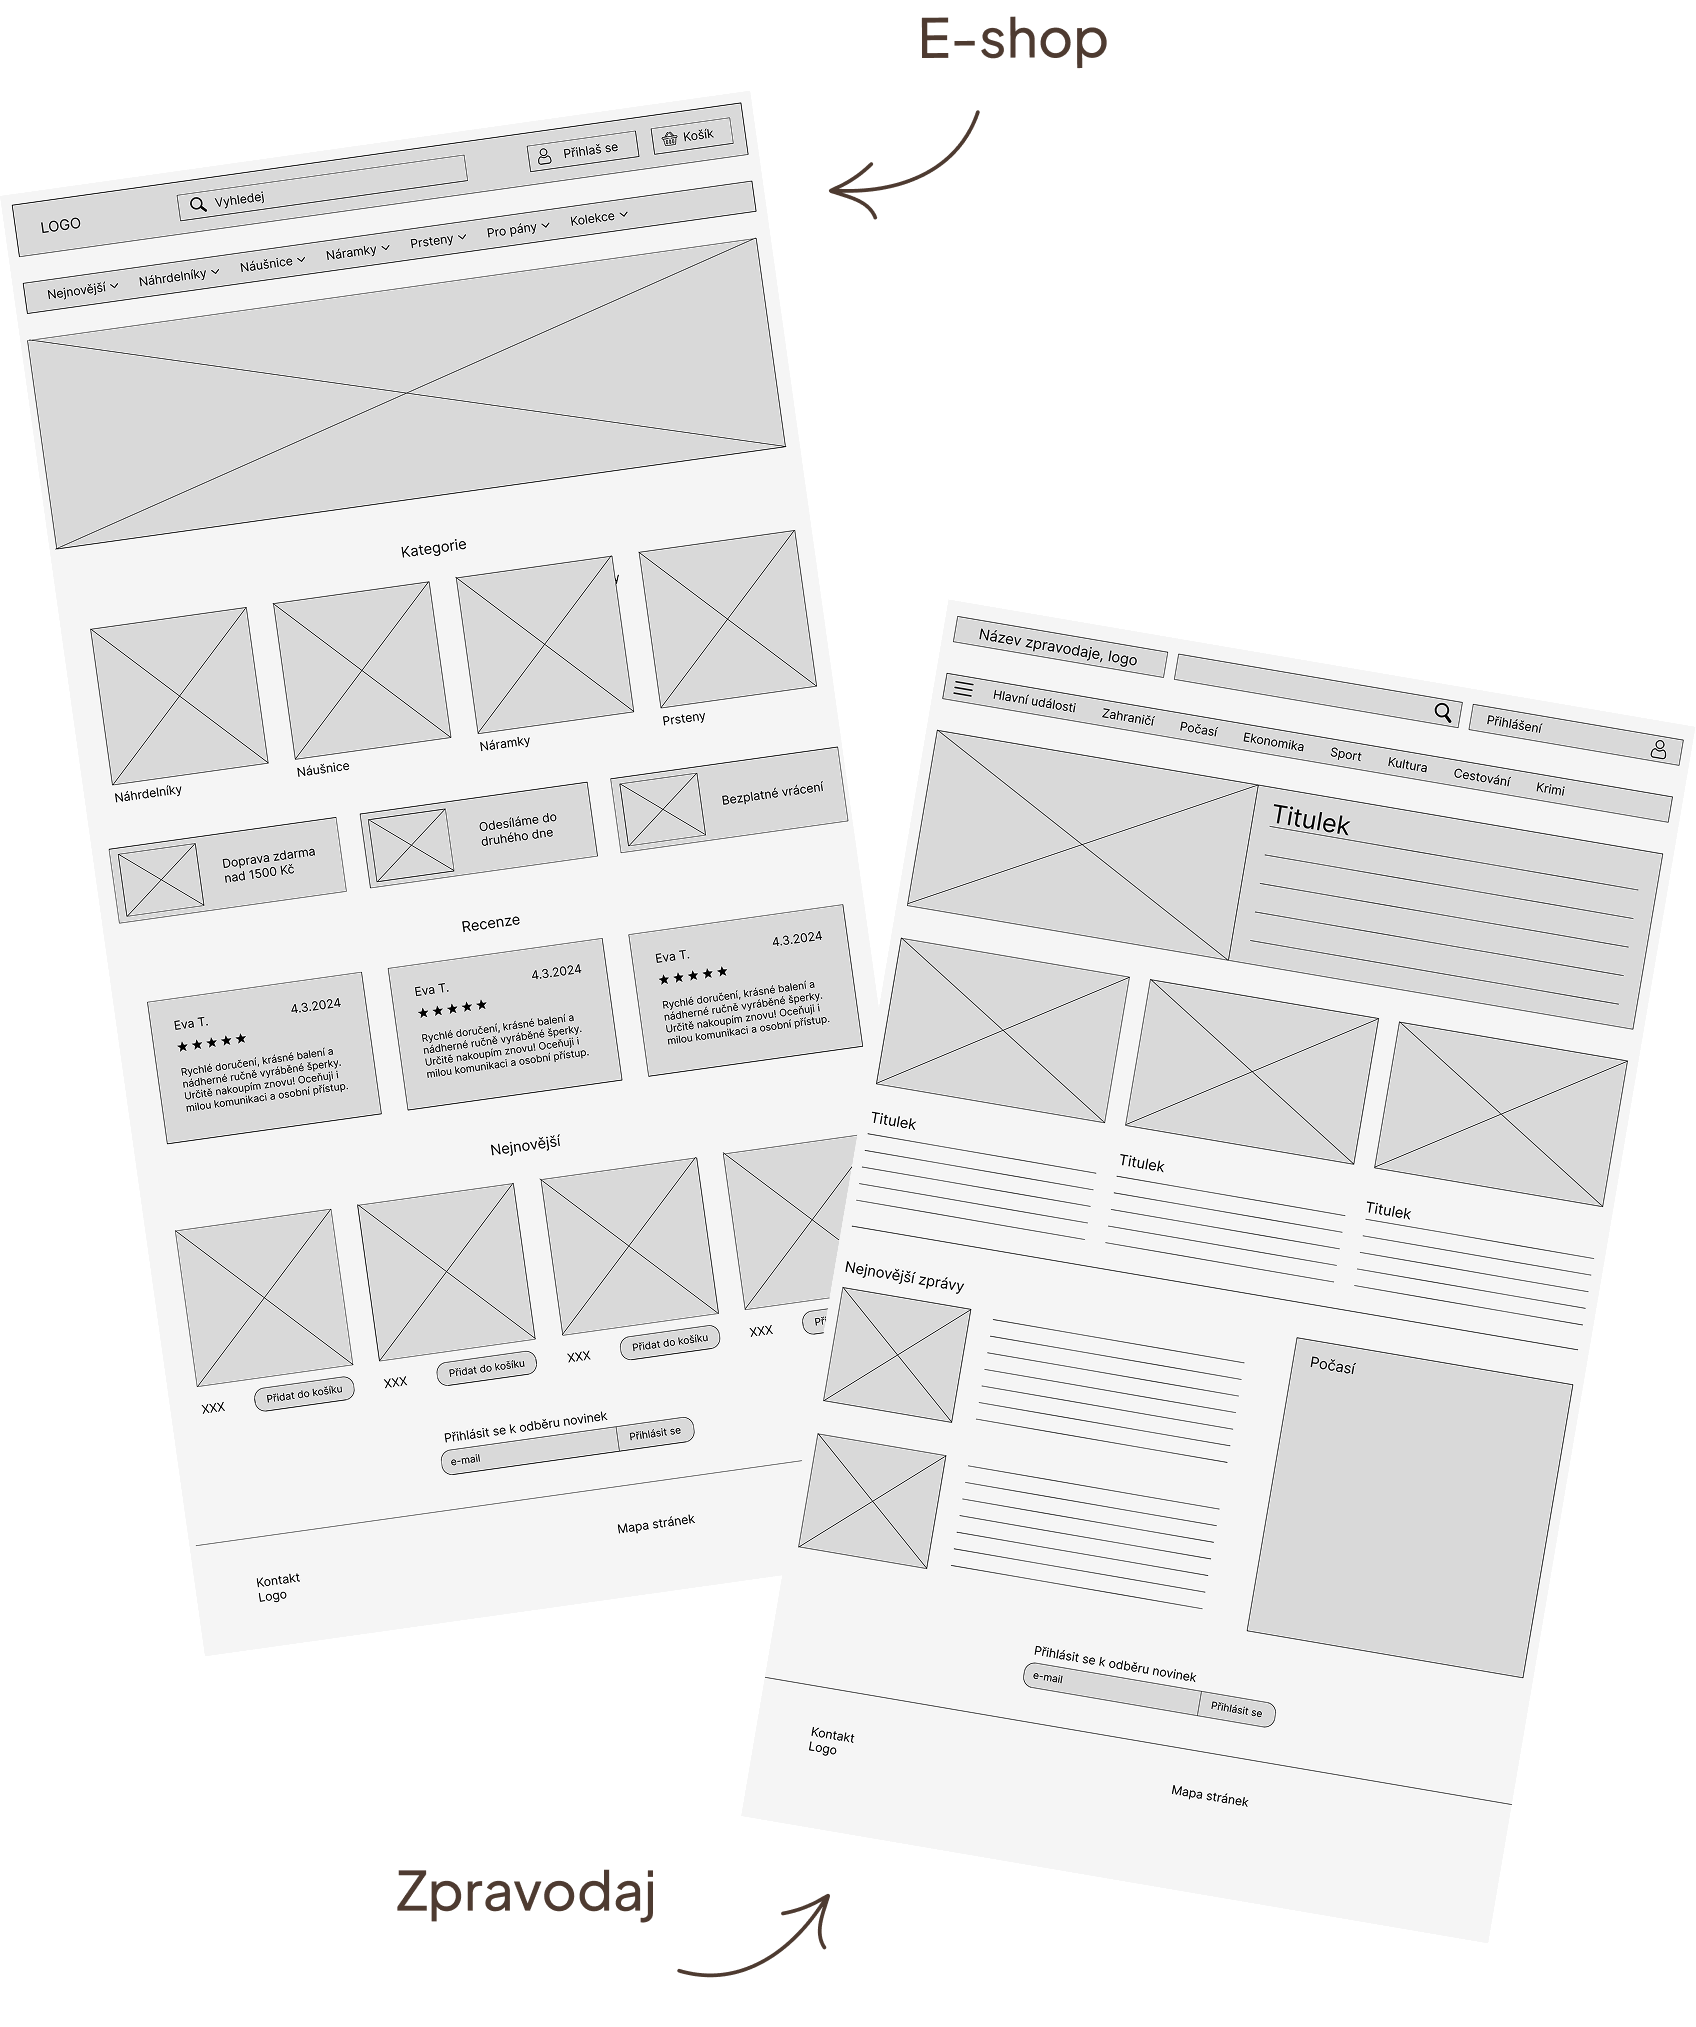 E-shop
LOGO
Vyhledej
Přihlaš se
Košík
Nejnovější
Náhrdelníky
Náušnice
Náramky
Prsteny
Pro pány
Kolekce
Kategorie
Náhrdelníky
Náušnice
Náramky
Prsteny
Doprava zdarma
nad 1500 Kč
Odesíláme do
druhého dne
Bezplatné vrácení
Recenze
Eva T.
4.3.2024
Rychlé doručení, krásné balení a
nádherné ručně vyráběné šperky.
Určitě nakoupím znovu! Oceňuji i
milou komunikaci a osobní přístup.
Eva T.
4.3.2024
Rychlé doručení, krásné balení a
nádherné ručně vyráběné šperky.
Určitě nakoupím znovu! Oceňuji i
milou komunikaci a osobní přístup.
Eva T.
4.3.2024
Rychlé doručení, krásné balení a
nádherné ručně vyráběné šperky.
Určitě nakoupím znovu! Oceňuji i
milou komunikaci a osobní přístup.
Nejnovější
XXX
Přidat do košíku
XXX
Přidat do košíku
XXX
Přidat do košíku
XXX
Přihlásit se k odběru novinek
e-mail
Přihlásit se
Mapa stránek
Kontakt
Logo
Název zpravodaje, logo
Přihlášení
Hlavní události
Zahraničí
Počasí
Ekonomika
Sport
Kultura
Cestování
Krimi
Titulek
Titulek
Titulek
Titulek
Nejnovější zprávy
Počasí
Přihlásit se k odběru novinek
e-mail
Přihlásit se
Kontakt
Logo
Mapa stránek
Zpravodaj